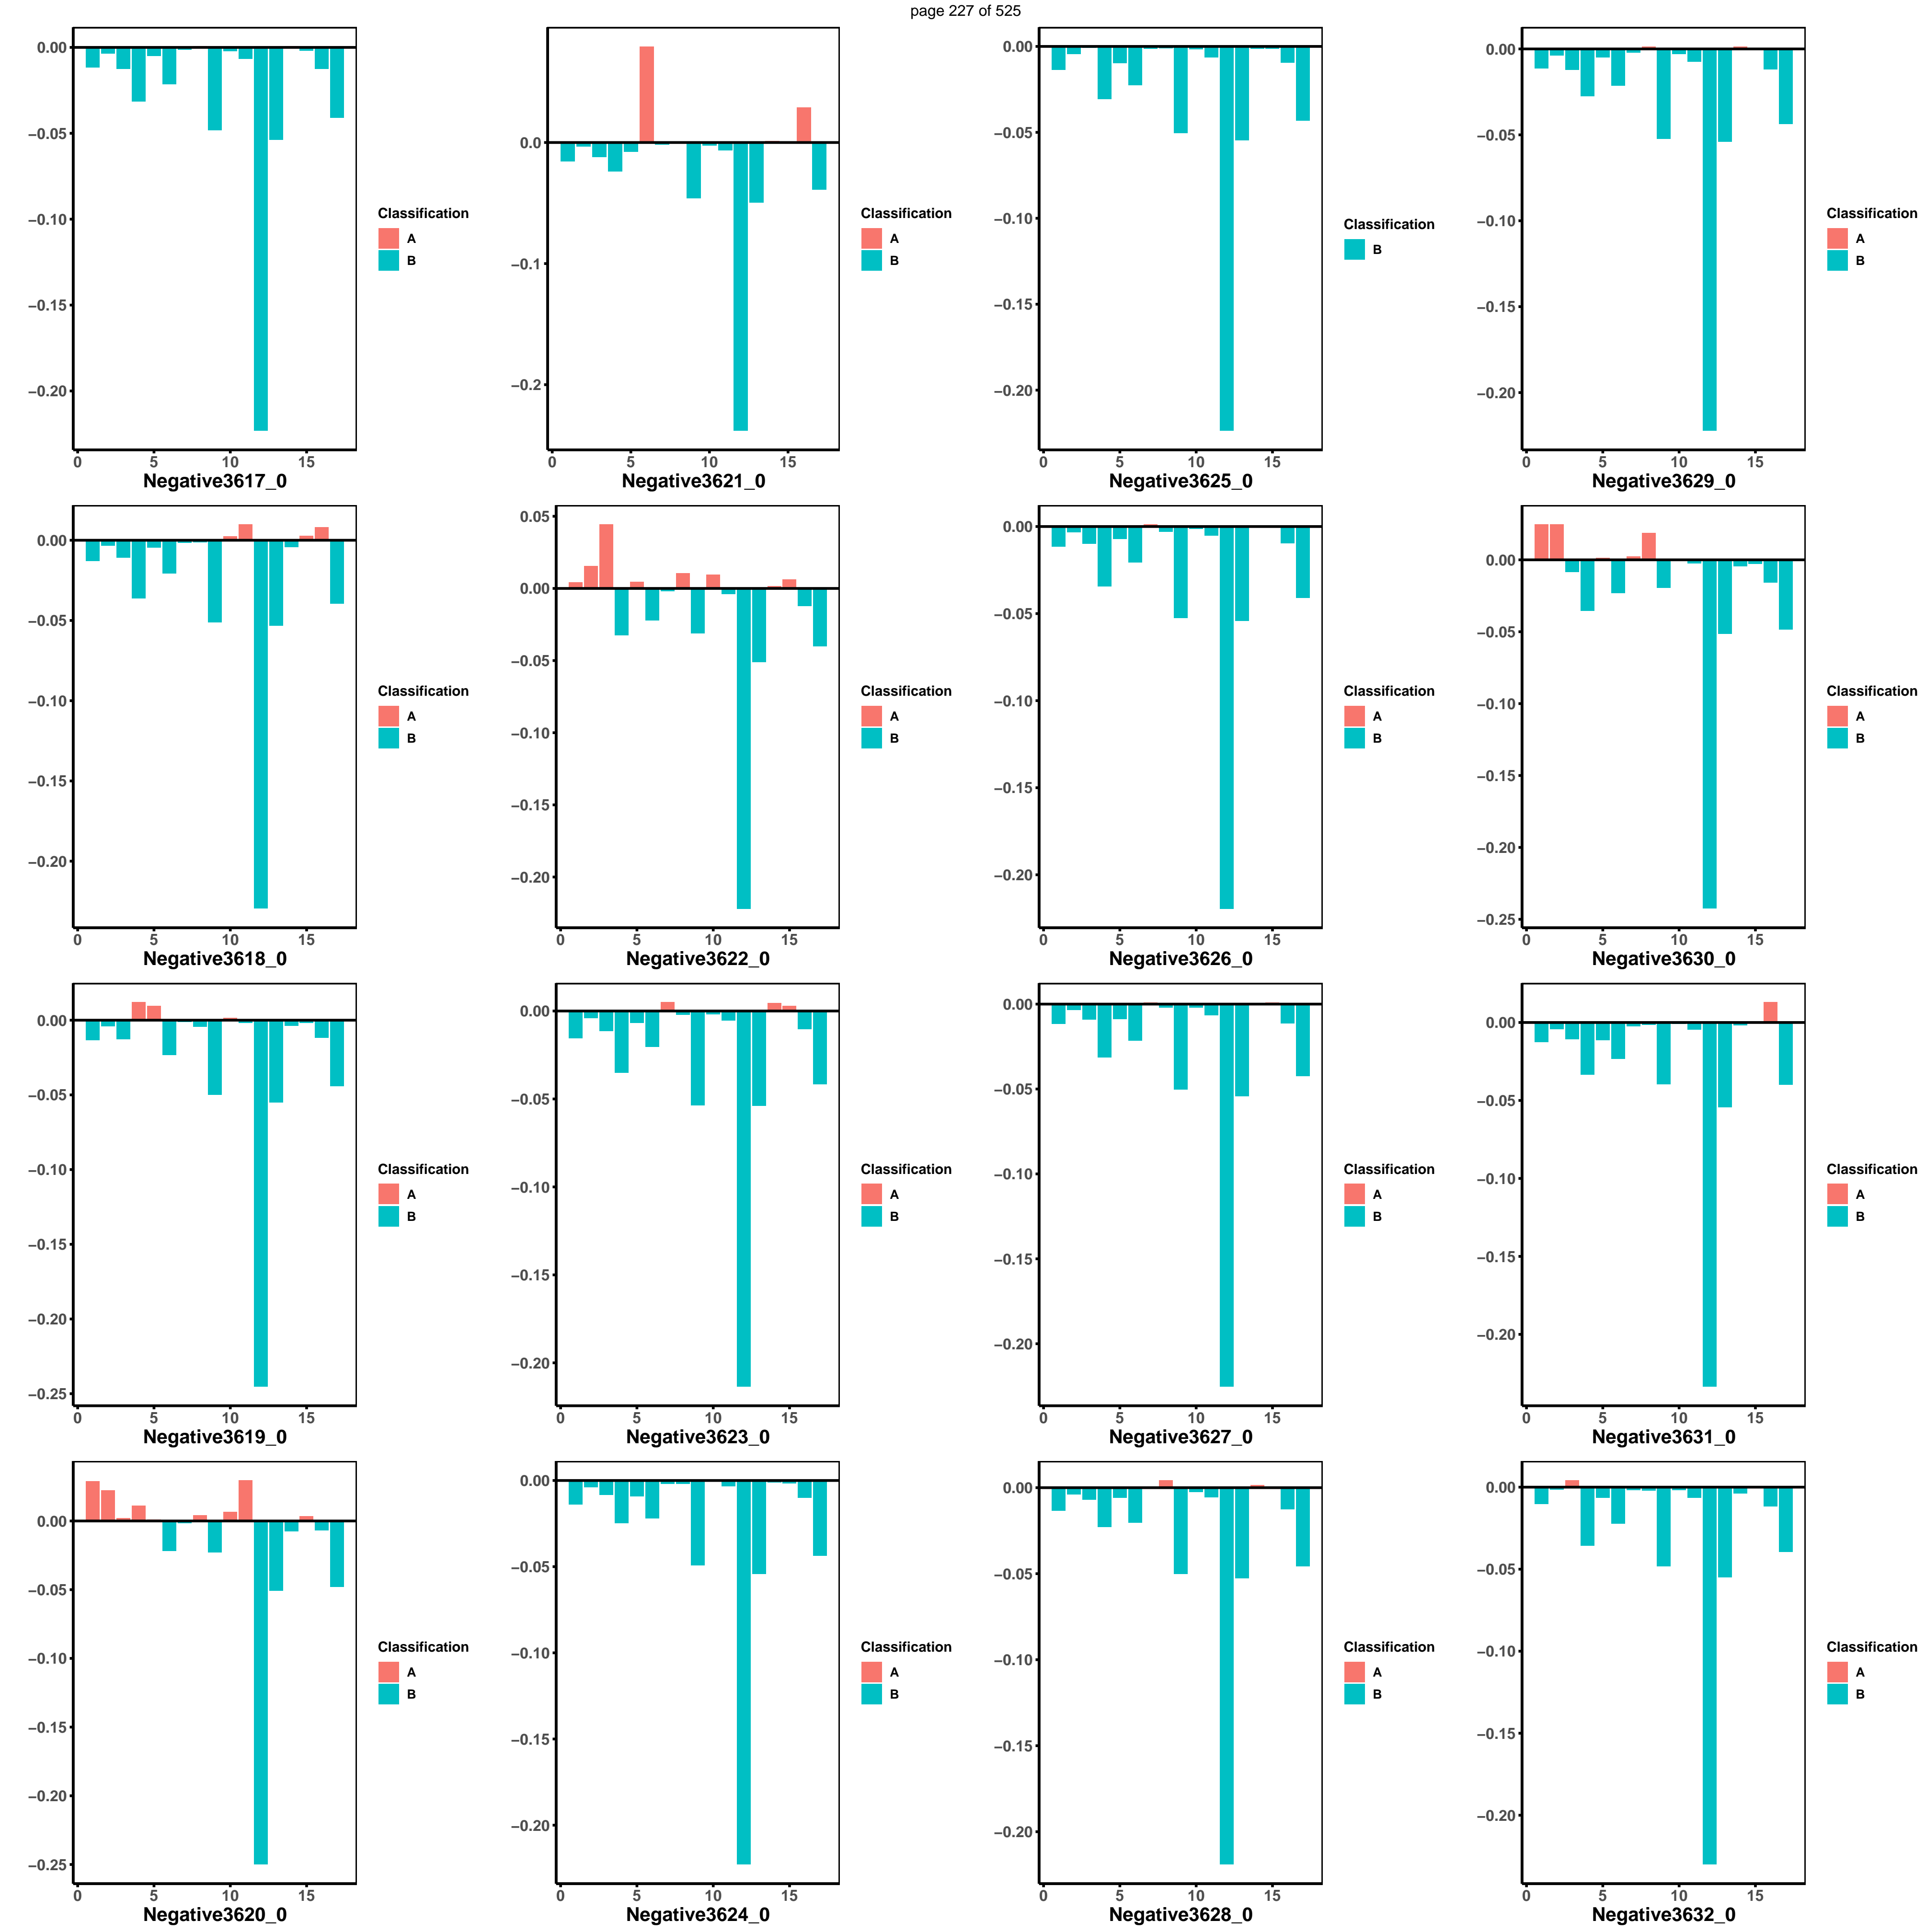 page 227 of 525
0.00
−0.05
−0.10
−0.15
−0.20
0 5 10 15
Negative3617_0
Classification
A
B
0.0
−0.1
−0.2
0 5 10 15
Negative3621_0
Classification
A
B
0.00
−0.05
−0.10
−0.15
−0.20
0 5 10 15
Negative3625_0
Classification
B
0.00
−0.05
−0.10
−0.15
−0.20
0 5 10 15
Negative3629_0
Classification
A
B
0.00
−0.05
−0.10
−0.15
−0.20
0 5 10 15
Negative3618_0
Classification
A
B
0.05
0.00
−0.05
−0.10
−0.15
−0.20
0 5 10 15
Negative3622_0
Classification
A
B
0.00
−0.05
−0.10
−0.15
−0.20
0 5 10 15
Negative3626_0
Classification
A
B
0.00
−0.05
−0.10
−0.15
−0.20
−0.25
0 5 10 15
Negative3630_0
Classification
A
B
0.00
−0.05
−0.10
−0.15
−0.20
−0.25
0 5 10 15
Negative3619_0
Classification
A
B
0.00
−0.05
−0.10
−0.15
−0.20
0 5 10 15
Negative3623_0
Classification
A
B
0.00
−0.05
−0.10
−0.15
−0.20
0 5 10 15
Negative3627_0
Classification
A
B
0.00
−0.05
−0.10
−0.15
−0.20
0 5 10 15
Negative3631_0
Classification
A
B
0.00
−0.05
−0.10
−0.15
−0.20
−0.25
0 5 10 15
Negative3620_0
Classification
A
B
0.00
−0.05
−0.10
−0.15
−0.20
0 5 10 15
Negative3624_0
Classification
A
B
0.00
−0.05
−0.10
−0.15
−0.20
0 5 10 15
Negative3628_0
Classification
A
B
0.00
−0.05
−0.10
−0.15
−0.20
0 5 10 15
Negative3632_0
Classification
A
B